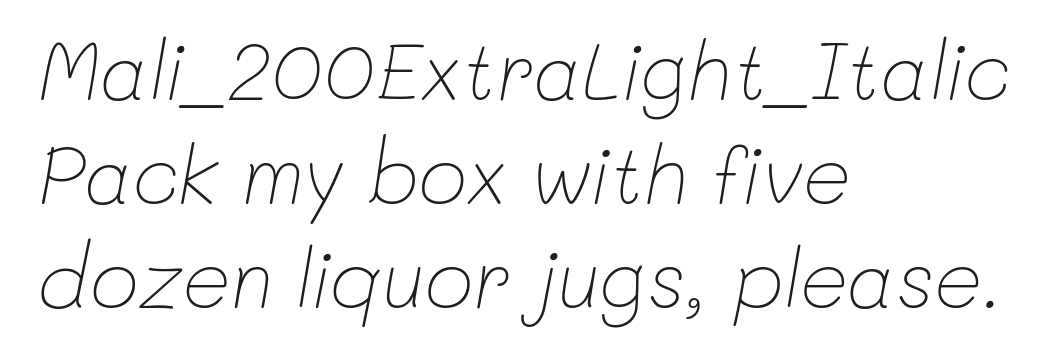 Mali_200ExtraLight_Italic
Pack my box with five
dozen liquor jugs, please.